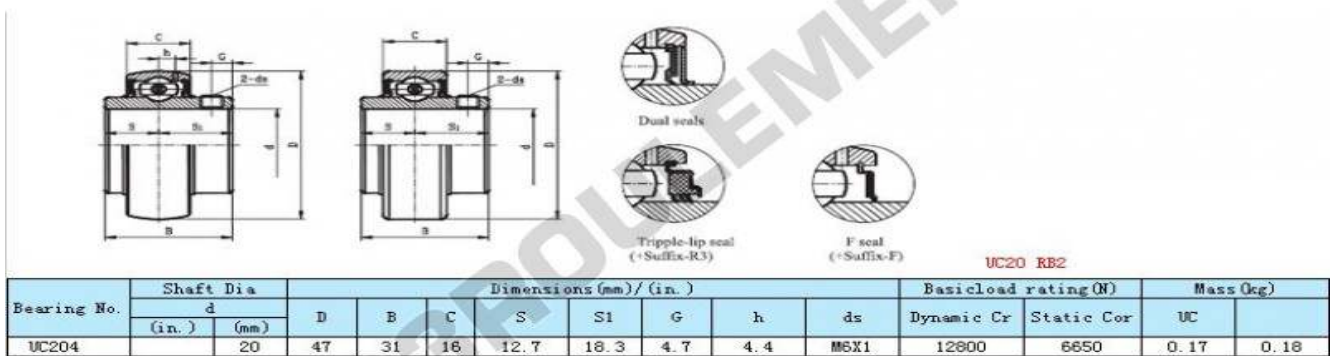 C
h
G
2-ds
S
S1
d
D
B
C
G
2-ds
S
S1
d
D
B
Dual seals
Tripple-lip seal
(+Suffix-R3)
F seal
(+Suffix-F)
3ROULEMENT
UC20 RB2
Bearing No. Shaft Dia Dimensions(mm)/(in.) Basicload rating(N) Mass(kg)
d D B C S S1 G h ds Dynamic Cr Static Cor UC
(in.) (mm)
UC204 20 47 31 16 12.7 18.3 4.7 4.4 M6X1 12800 6650 0.17 0.18